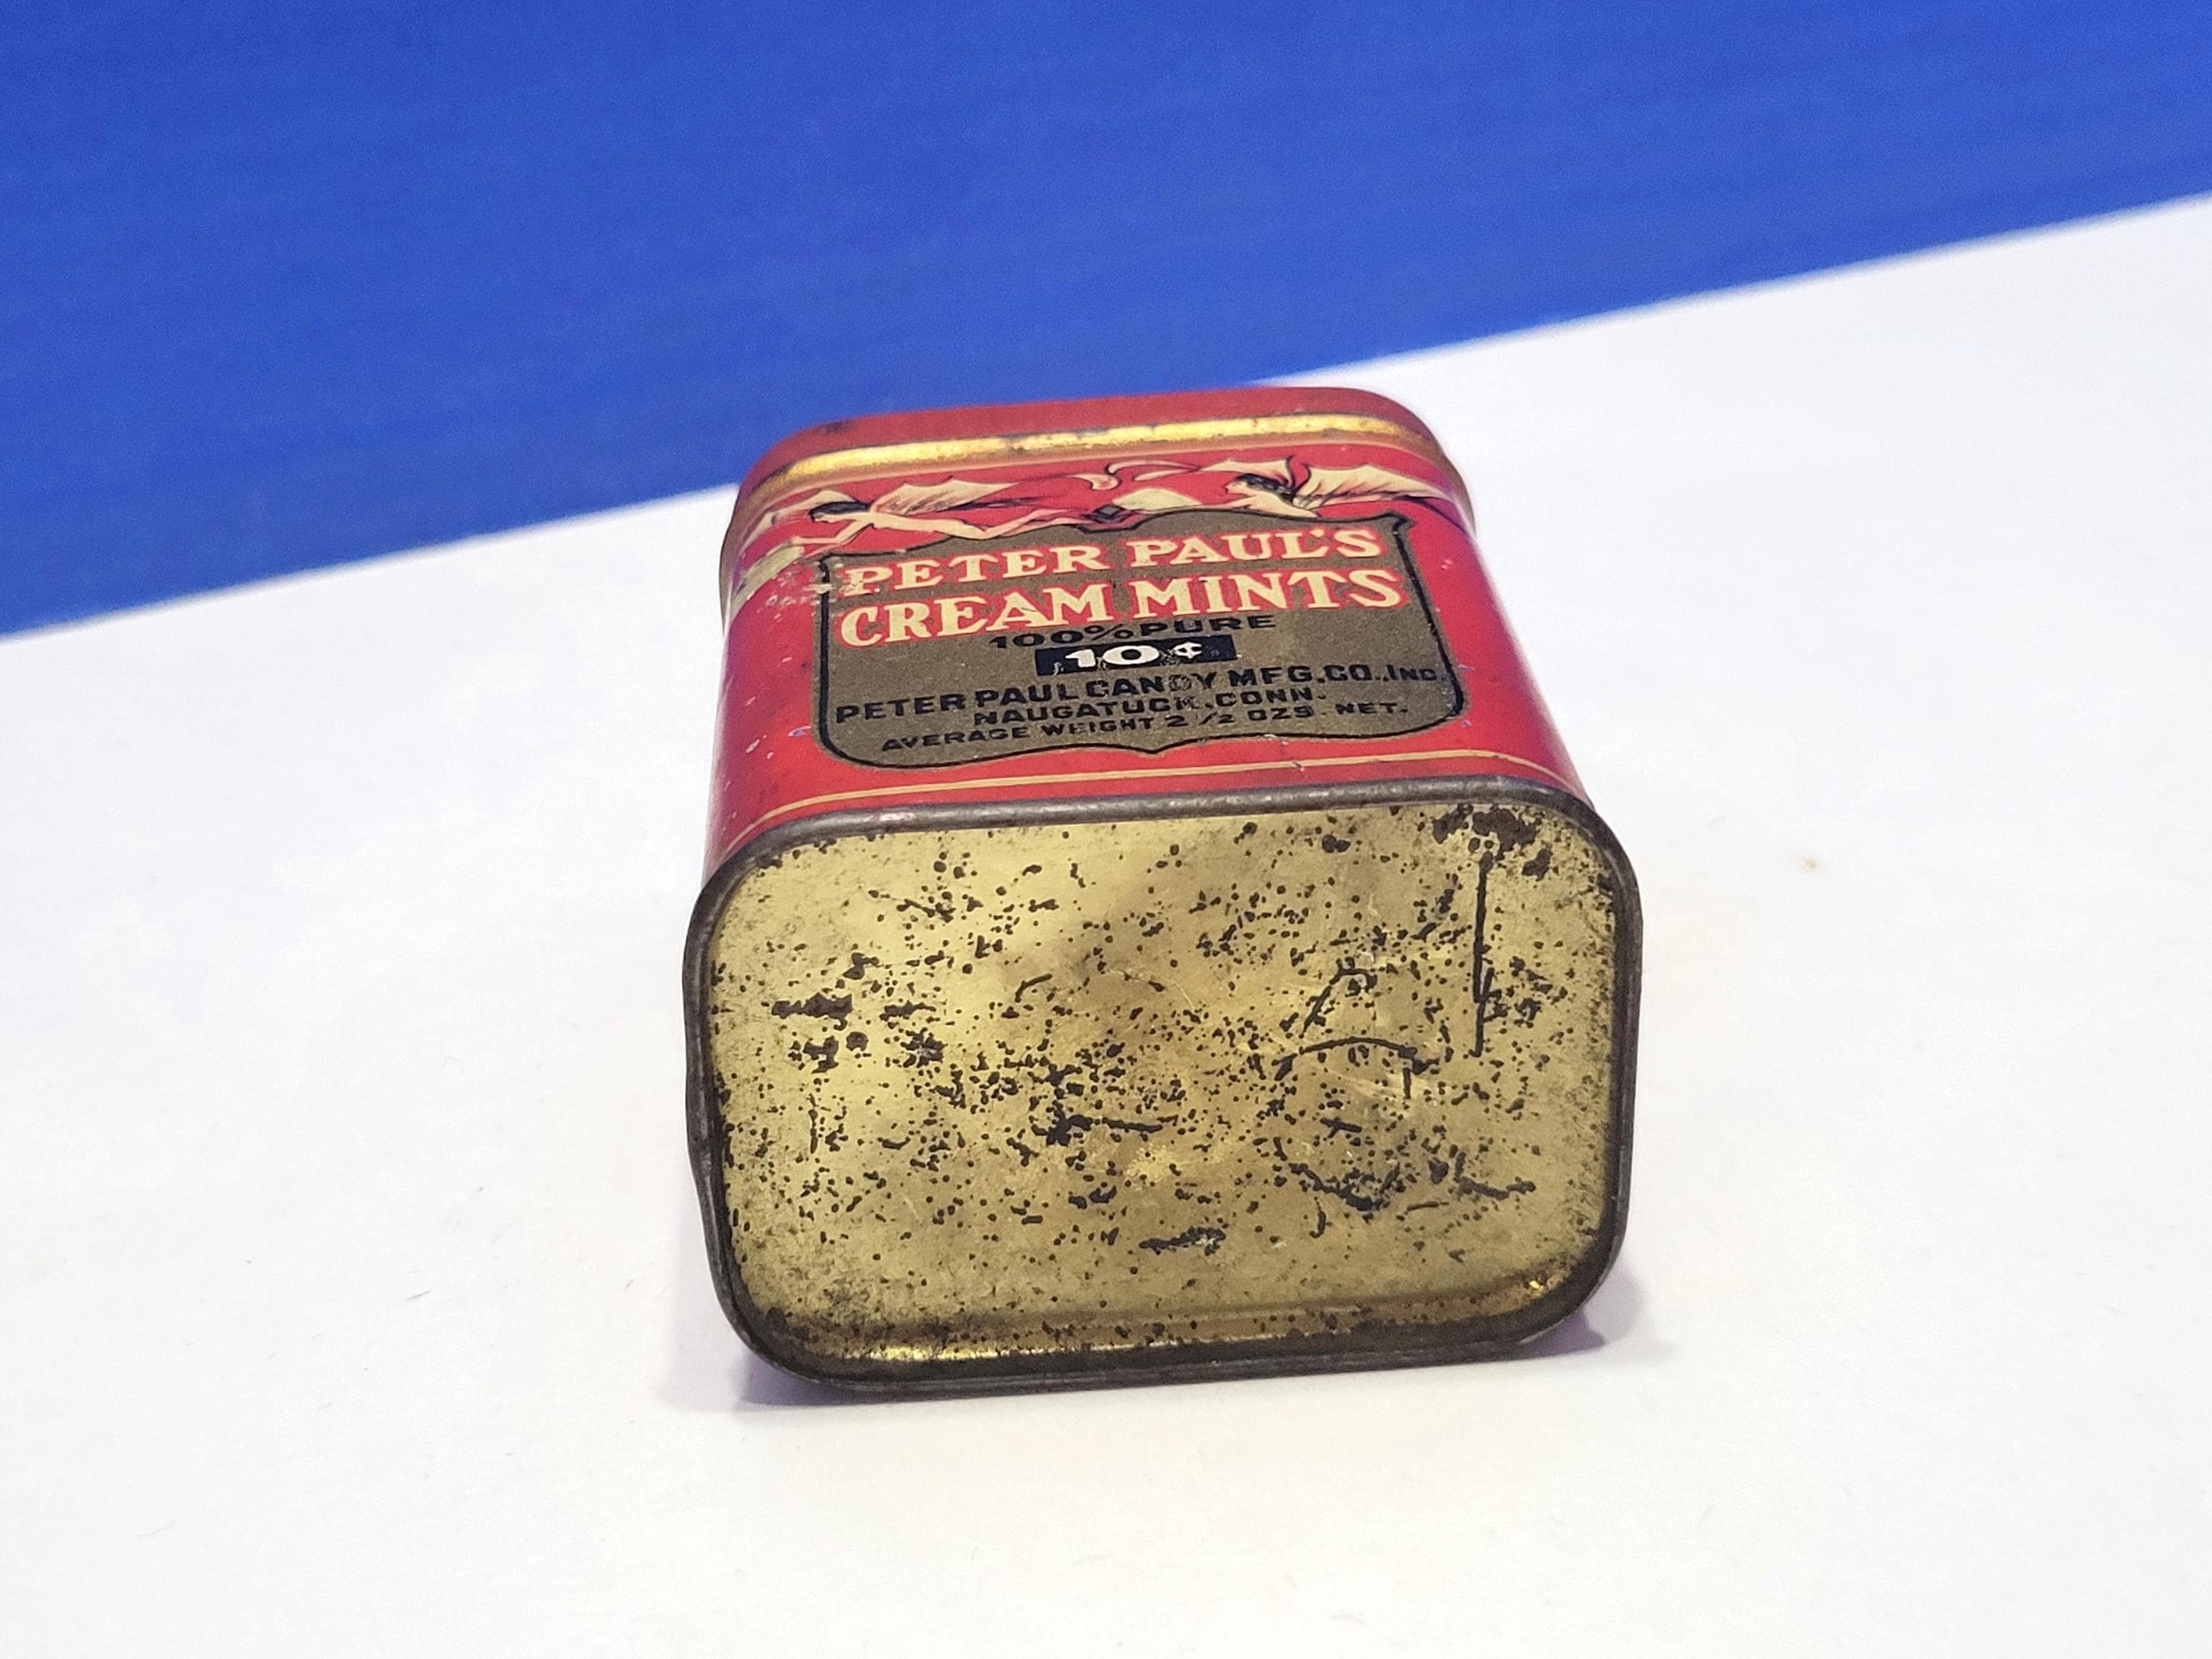 PETER PAUL'S
CREAM MINTS
100% PURE
10¢
PETER PAUL CANDY MFG. CO., INC.
NAUGATUCK, CONN.
AVERAGE WEIGHT 2 1/2 OZS. NET.